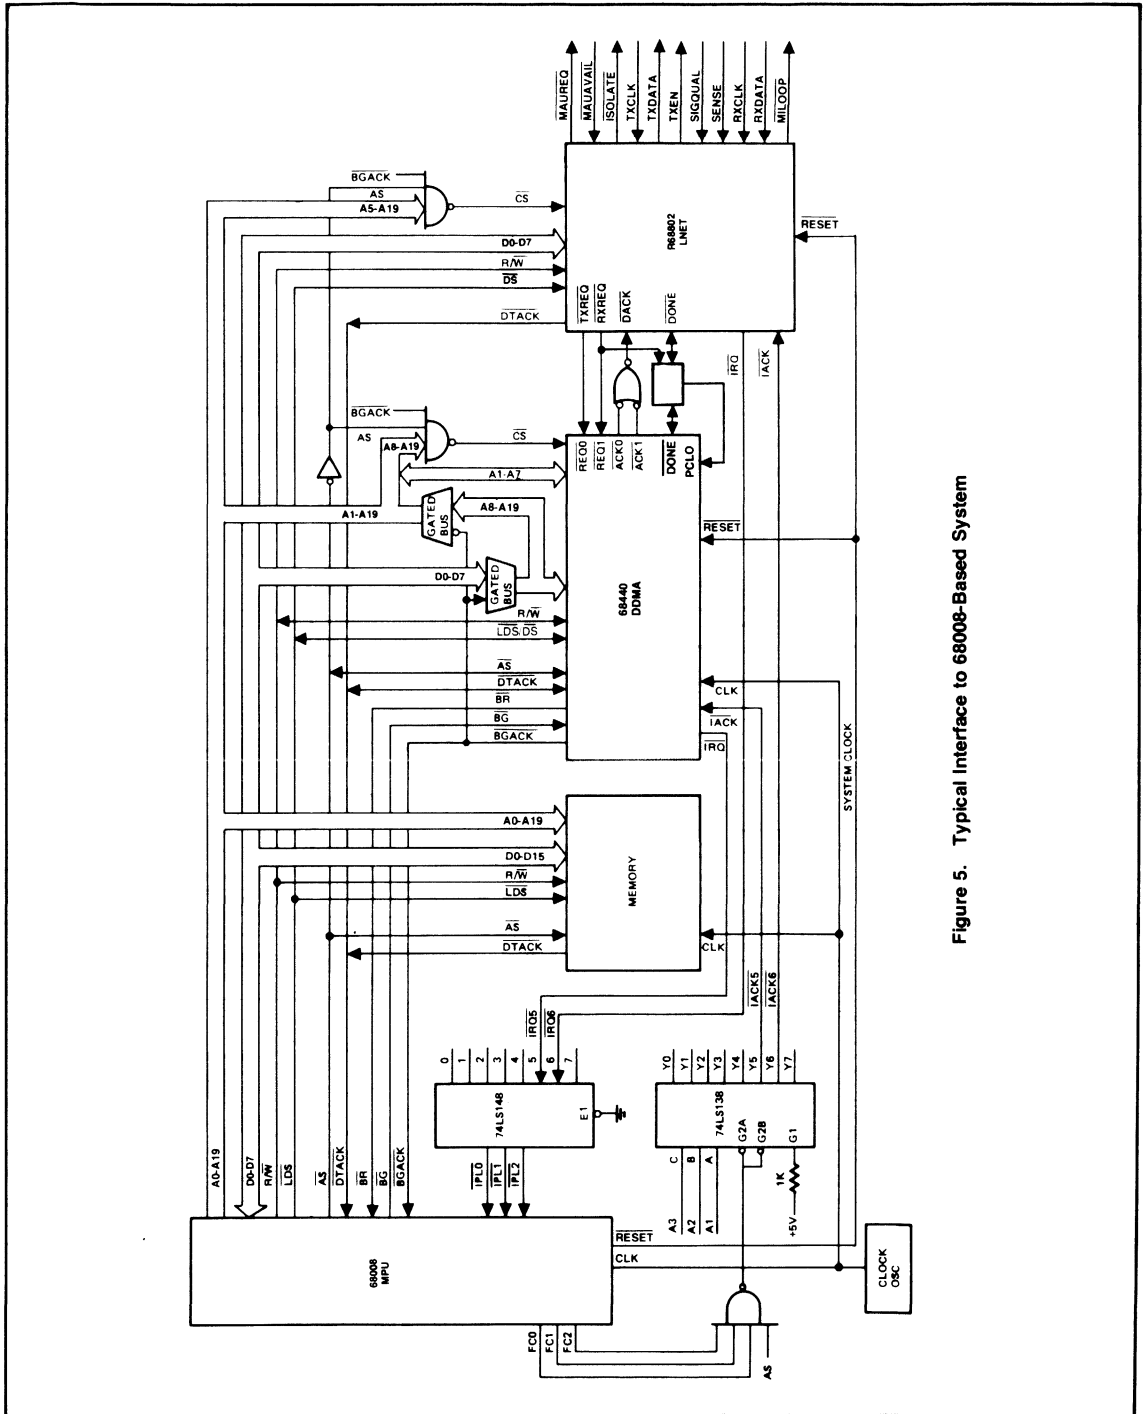 MAUREQ
MAUAVAIL
ISOLATE
TXCLK
TXDATA
TXEN
SIGQUAL
SENSE
RXCLK
RXDATA
MILOOP
BGACK
AS
A5-A19
CS
D0-D7
R/W
DS
DTACK
R68802
LNET
TXREQ
RXREQ
DACK
DONE
RESET
IRQ
IACK
BGACK
AS
A8-A19
CS
A1-A7
A1-A19
GATED
BUS
A8-A19
D0-D7
GATED
BUS
R/W
LDS/DS
AS
DTACK
BR
BG
BGACK
REQ0
REQ1
ACK0
ACK1
DONE
PCLO
RESET
68440
DDMA
CLK
IACK
IRQ
A0-A19
D0-D15
R/W
LDS
AS
DTACK
MEMORY
CLK
SYSTEM CLOCK
IRQ5
IRQ6
IACK5
IACK6
0
1
2
3
4
5
6
7
74LS148
E1
Y0
Y1
Y2
Y3
Y4
Y5
Y6
Y7
74LS138
C
B
A
G2A
G2B
G1
A3
A2
A1
1K
+5V
A0-A19
D0-D7
R/W
LDS
AS
DTACK
BR
BG
BGACK
IPL0
IPL1
IPL2
68008
MPU
RESET
CLK
FC0
FC1
FC2
AS
CLOCK
OSC
Figure 5. Typical Interface to 68008-Based System